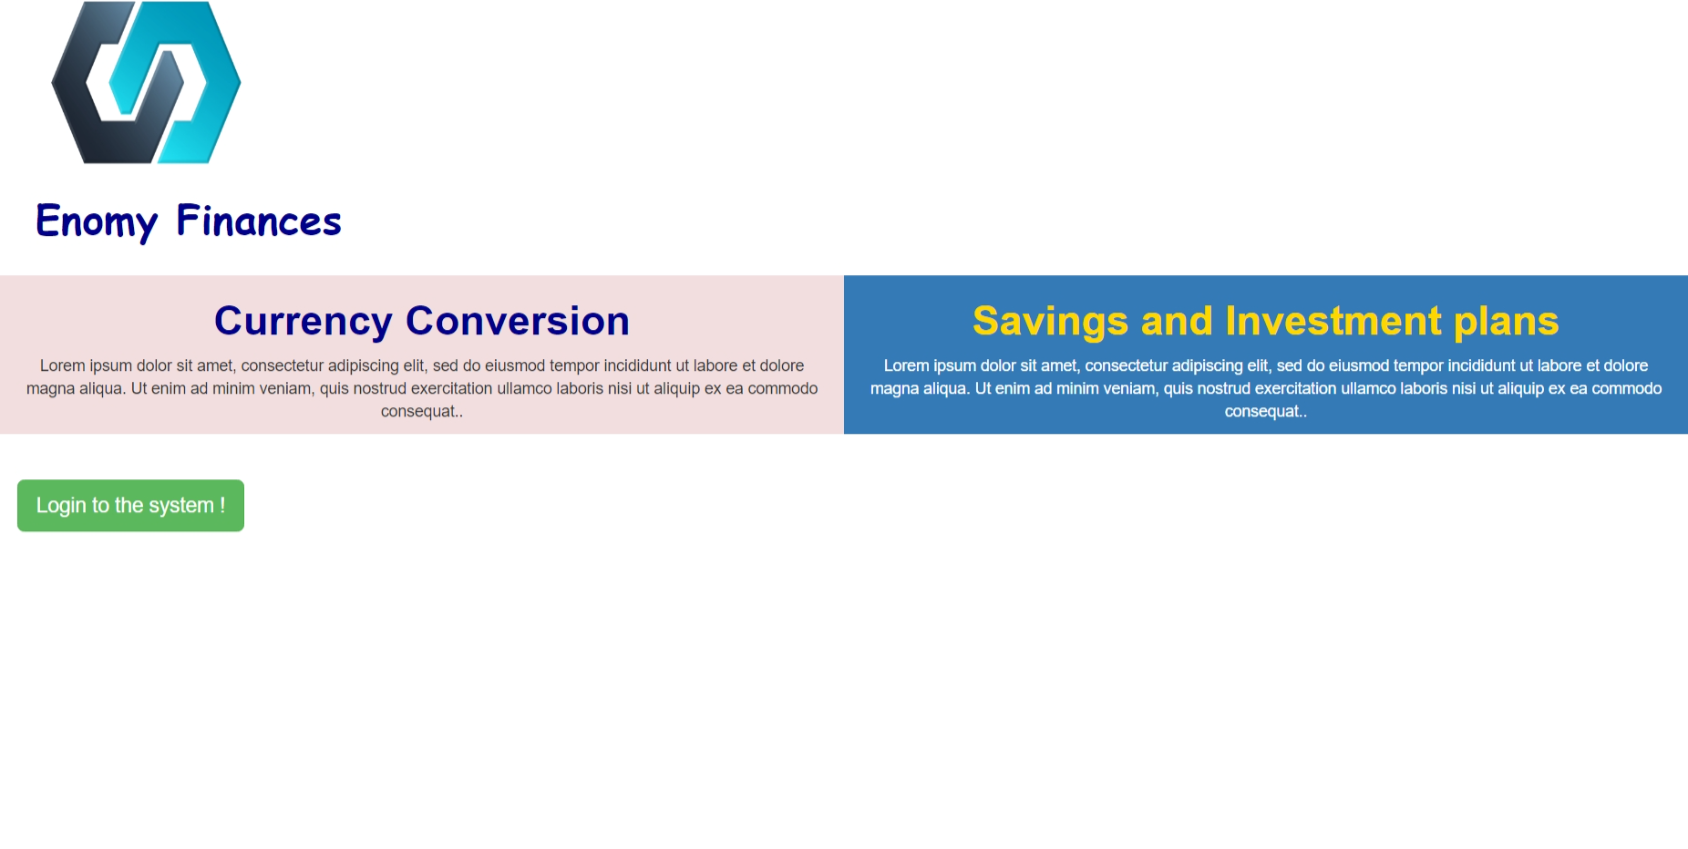 Enomy Finances
Currency Conversion
Lorem ipsum dolor sit amet, consectetur adipiscing elit, sed do eiusmod tempor incididunt ut labore et dolore
magna aliqua. Ut enim ad minim veniam, quis nostrud exercitation ullamco laboris nisi ut aliquip ex ea commodo
consequat..
Savings and Investment plans
Lorem ipsum dolor sit amet, consectetur adipiscing elit, sed do eiusmod tempor incididunt ut labore et dolore
magna aliqua. Ut enim ad minim veniam, quis nostrud exercitation ullamco laboris nisi ut aliquip ex ea commodo
consequat..
Login to the system !